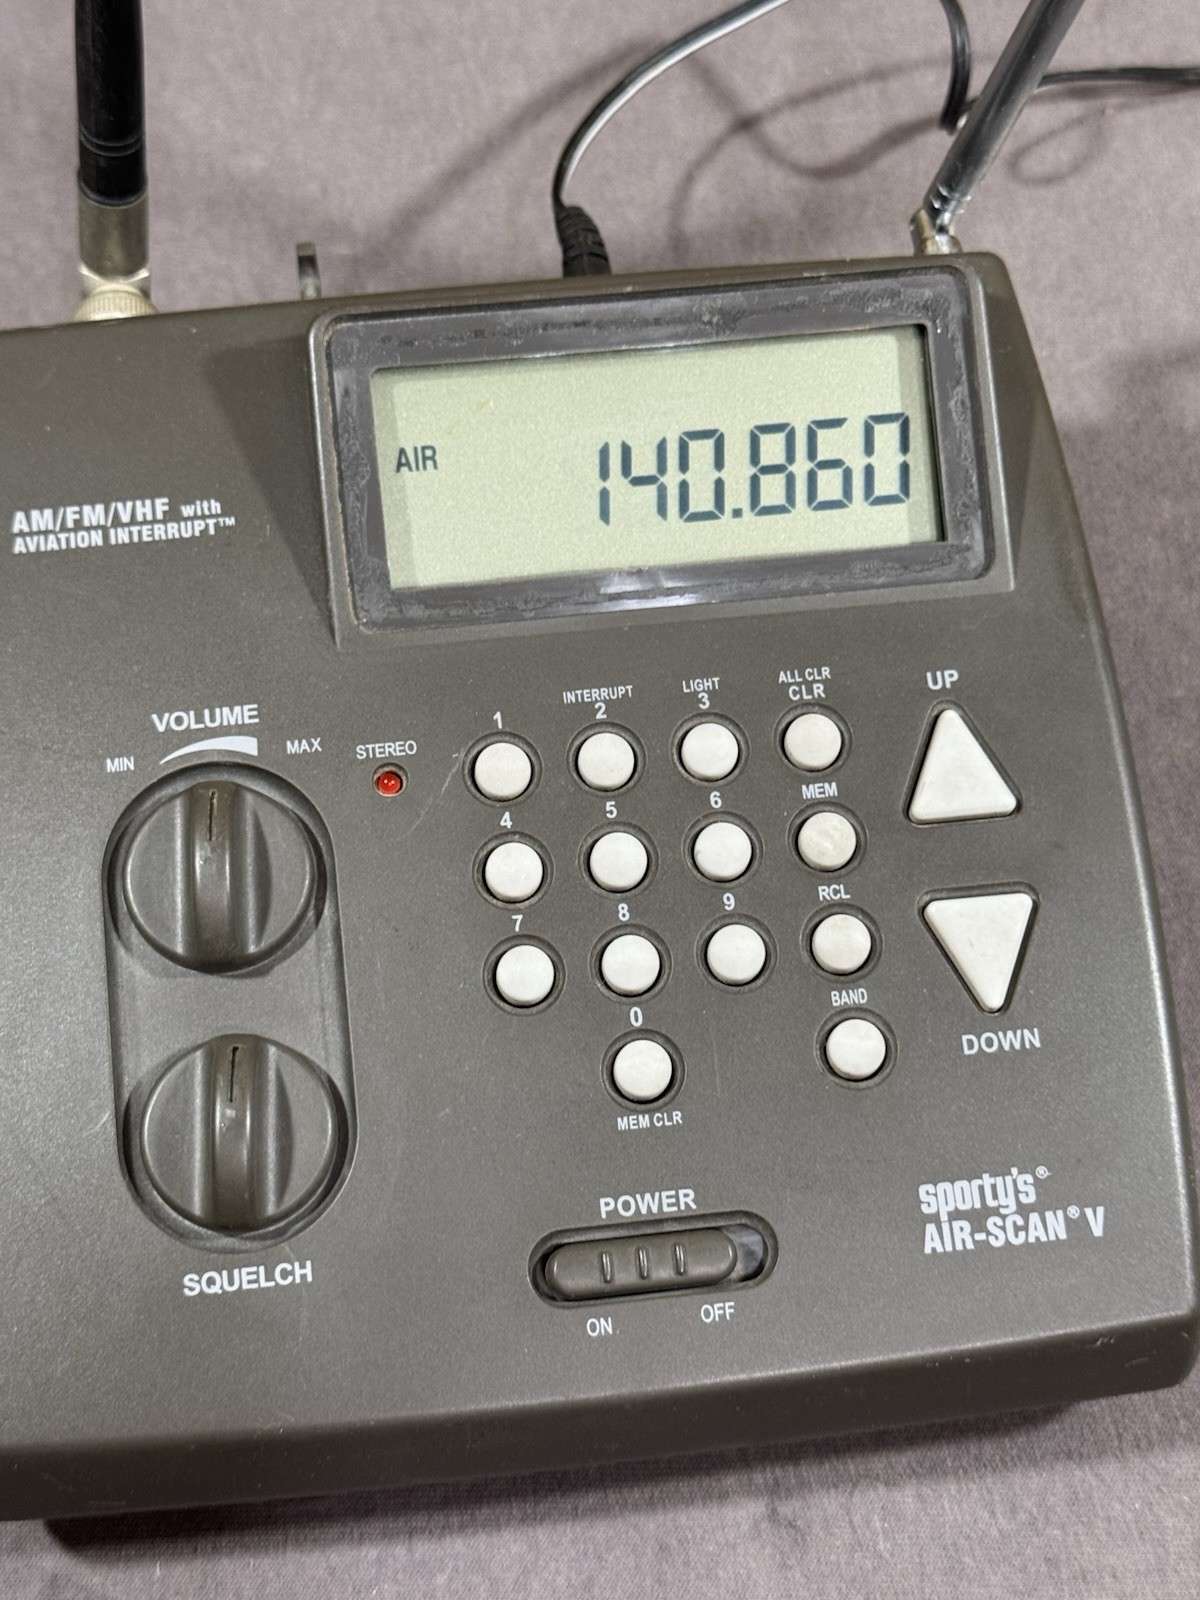 AIR 140.860
AM/FM/VHF with
AVIATION INTERRUPT™
VOLUME
MIN MAX
STEREO
1
INTERRUPT
2
LIGHT
3
ALL CLR
CLR
UP
4
5
6
MEM
7
8
9
RCL
0
BAND
DOWN
MEM CLR
SQUELCH
POWER
ON OFF
sporty's®
AIR-SCAN® V